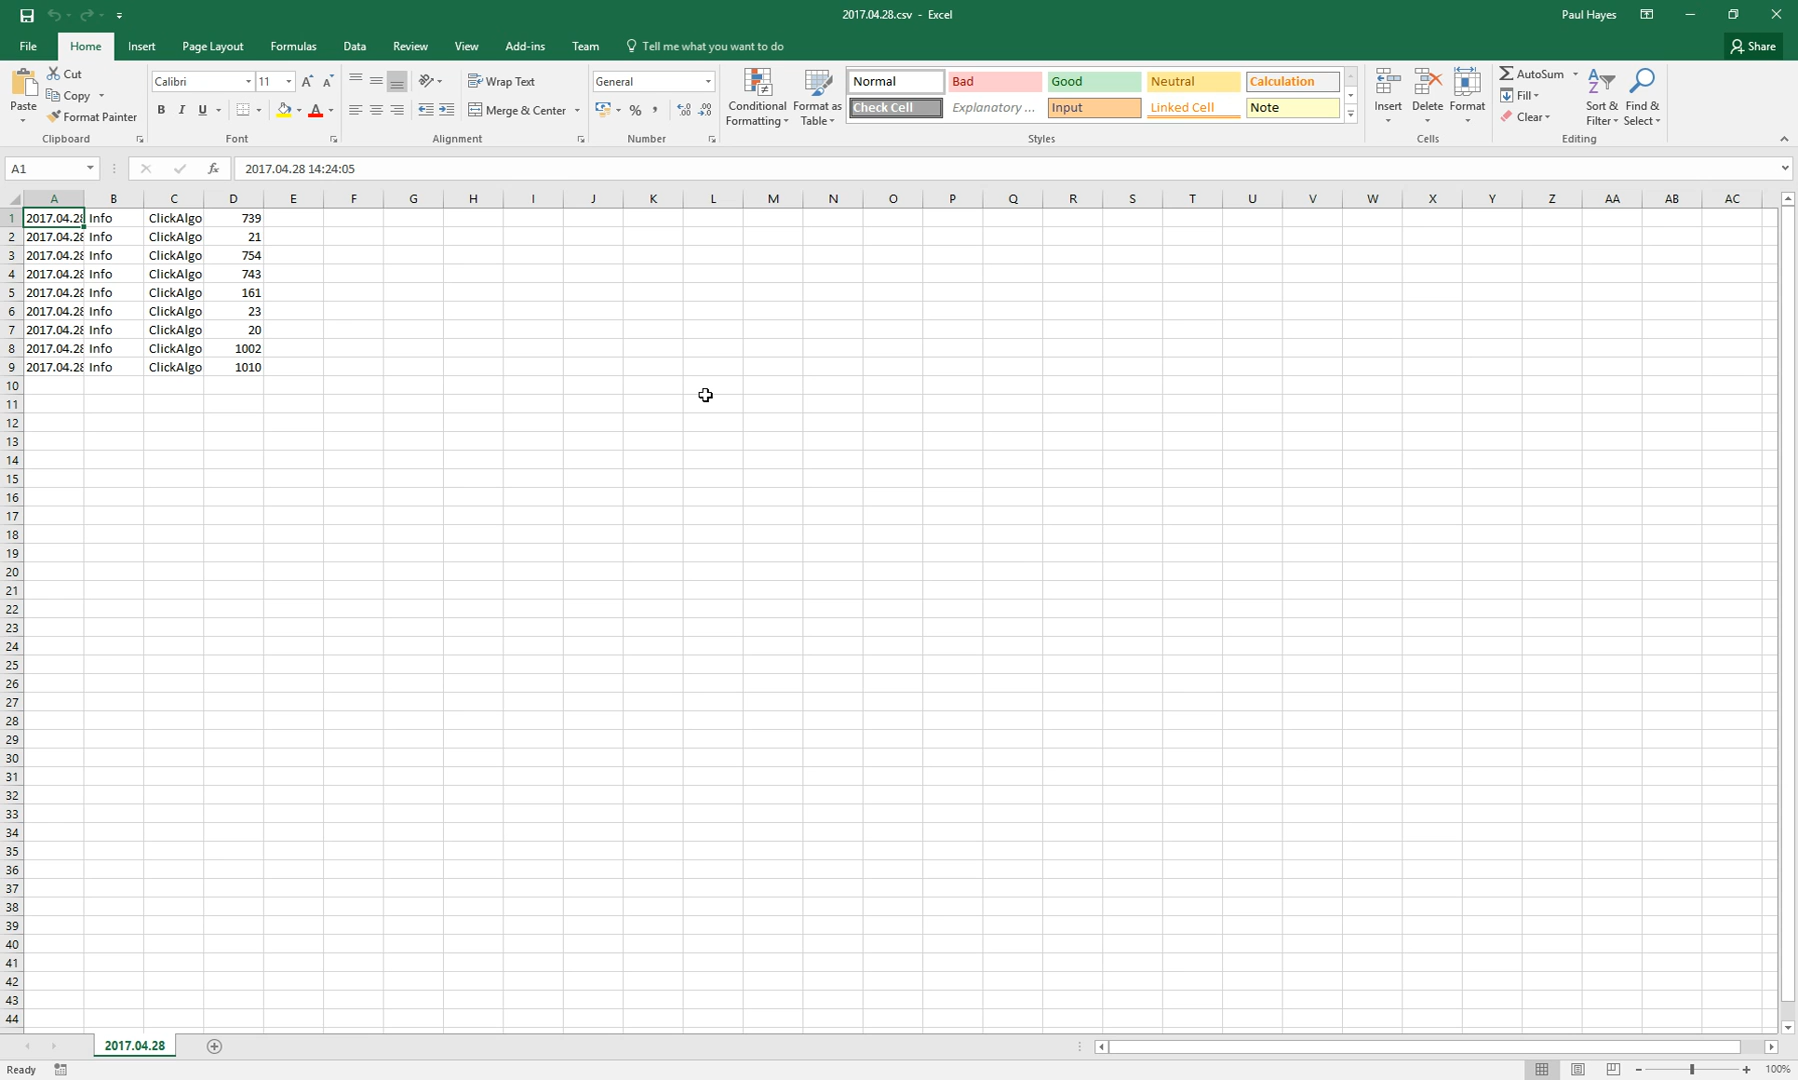 2017.04.28.csv - Excel
Paul Hayes
File Home Insert Page Layout Formulas Data Review View Add-ins Team Tell me what you want to do Share
Paste
Cut
Copy
Format Painter
Clipboard
Calibri 11
B I U
Font
Wrap Text
Merge & Center
Alignment
General
% ,
Number
Conditional Formatting
Format as Table
Normal Bad Good Neutral Calculation
Check Cell Explanatory ... Input Linked Cell Note
Styles
Insert Delete Format
Cells
AutoSum
Fill
Clear
Sort & Filter
Find & Select
Editing
A1 fx 2017.04.28 14:24:05
A B C D E F G H I J K L M N O P Q R S T U V W X Y Z AA AB AC
1 2017.04.28 Info ClickAlgo 739
2 2017.04.28 Info ClickAlgo 21
3 2017.04.28 Info ClickAlgo 754
4 2017.04.28 Info ClickAlgo 743
5 2017.04.28 Info ClickAlgo 161
6 2017.04.28 Info ClickAlgo 23
7 2017.04.28 Info ClickAlgo 20
8 2017.04.28 Info ClickAlgo 1002
9 2017.04.28 Info ClickAlgo 1010
10
11
12
13
14
15
16
17
18
19
20
21
22
23
24
25
26
27
28
29
30
31
32
33
34
35
36
37
38
39
40
41
42
43
44
2017.04.28
Ready 100%